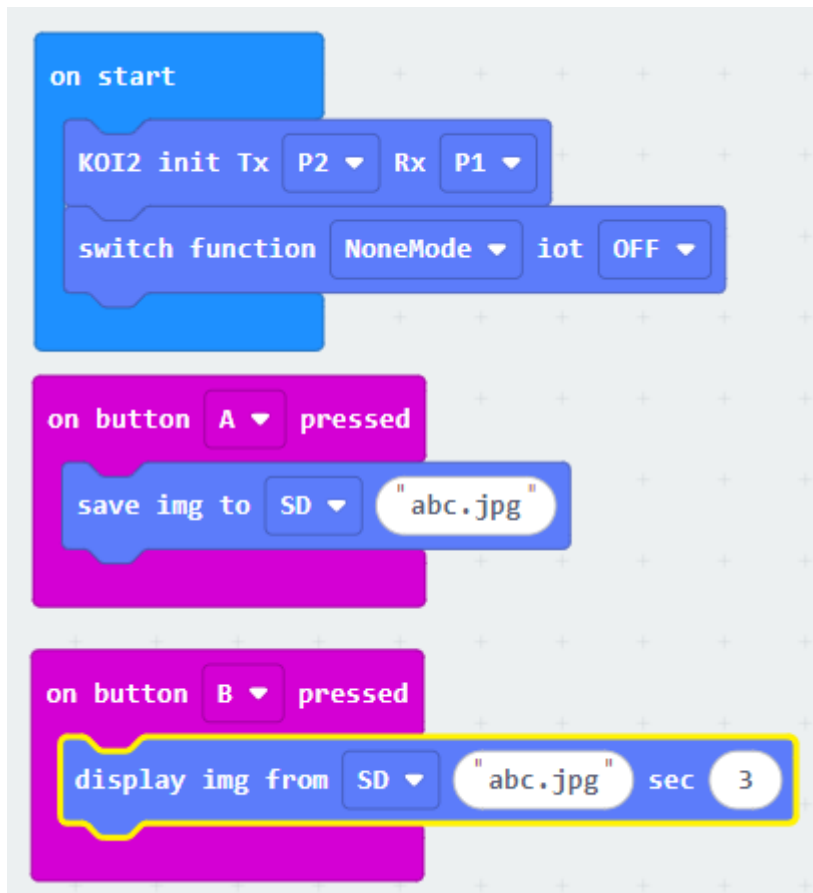 on start
KOI2 init Tx P2 Rx P1
switch function NoneMode iot OFF
on button A pressed
save img to SD "abc.jpg"
on button B pressed
display img from SD "abc.jpg" sec 3